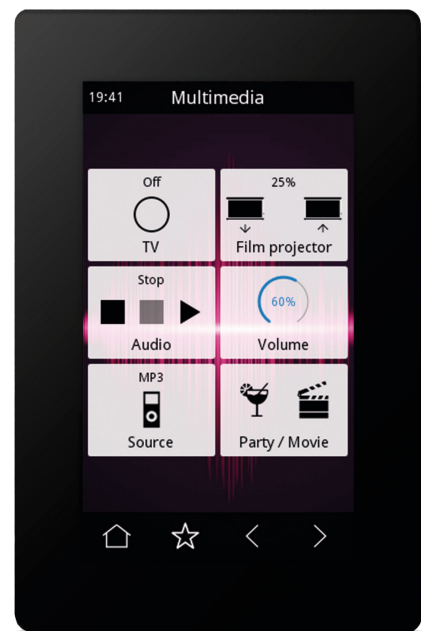 19:41 Multimedia
Off
TV
25%
Film projector
Stop
Audio
60%
Volume
MP3
Source
Party / Movie